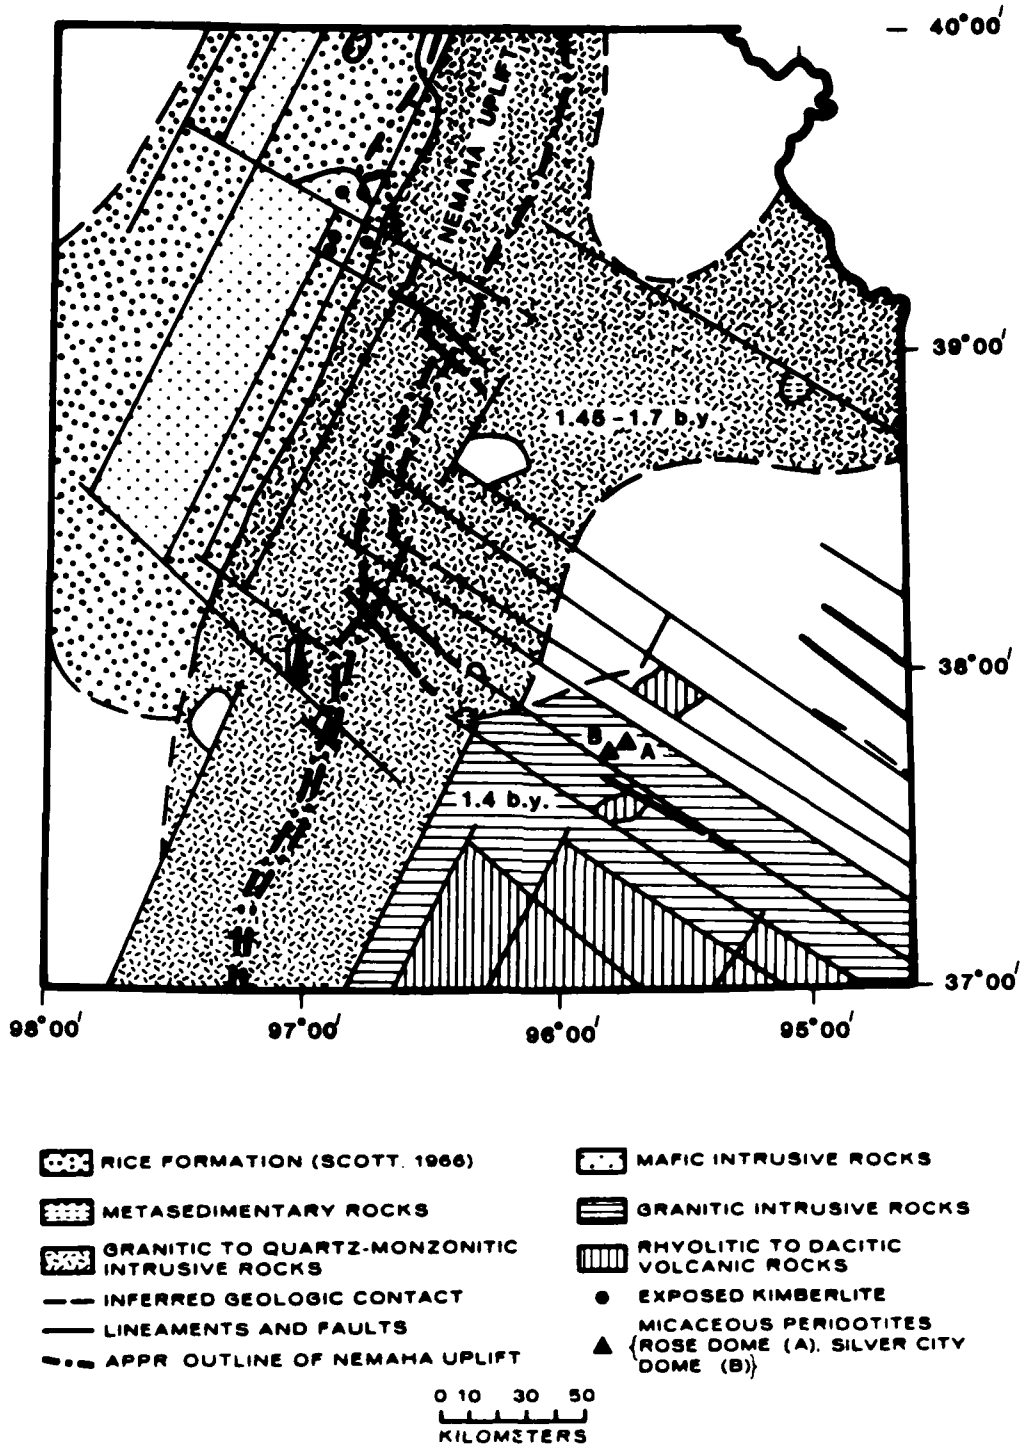 40°00'
NEMAHA UPLIFT
39°00'
1.45-1.7 b.y.
38°00'
B
A
1.4 b.y.
37°00'
98°00'
97°00'
96°00'
95°00'
RICE FORMATION (SCOTT, 1966)
METASEDIMENTARY ROCKS
GRANITIC TO QUARTZ-MONZONITIC
INTRUSIVE ROCKS
INFERRED GEOLOGIC CONTACT
LINEAMENTS AND FAULTS
APPR OUTLINE OF NEMAHA UPLIFT
MAFIC INTRUSIVE ROCKS
GRANITIC INTRUSIVE ROCKS
RHYOLITIC TO DACITIC
VOLCANIC ROCKS
EXPOSED KIMBERLITE
MICACEOUS PERIDOTITES
{ROSE DOME (A), SILVER CITY
DOME (B)}
0 10 30 50
KILOMETERS